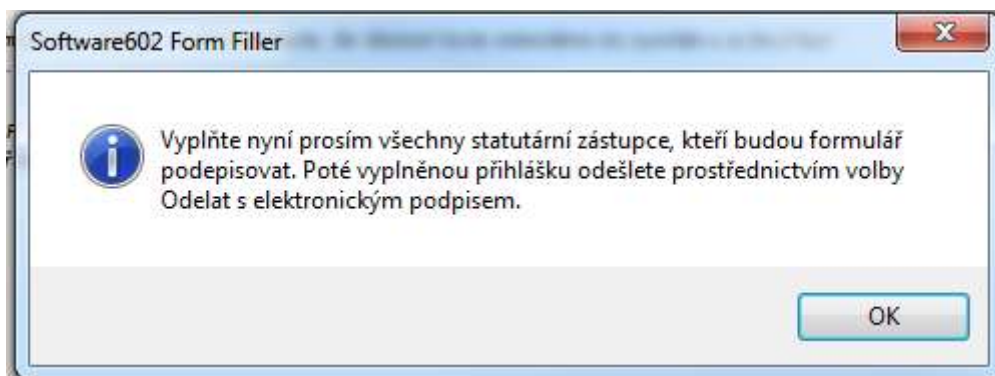 Software602 Form Filler
Vyplňte nyní prosím všechny statutární zástupce, kteří budou formulář
podepisovat. Poté vyplněnou přihlášku odešlete prostřednictvím volby
Odelat s elektronickým podpisem.
OK